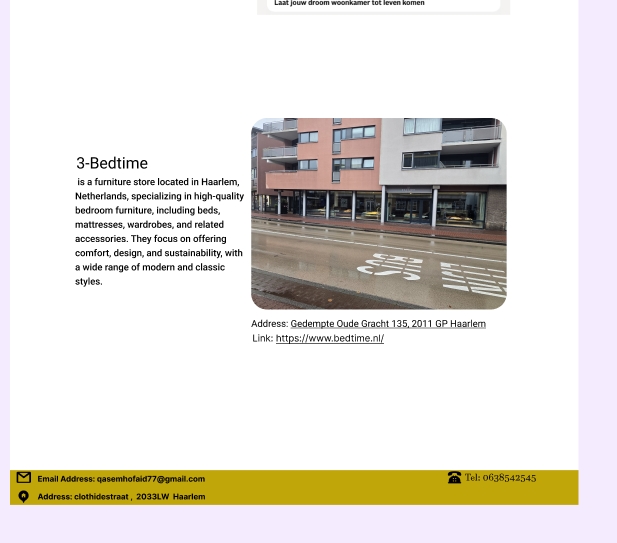 Laat jouw droom woonkamer tot leven komen
3-Bedtime
is a furniture store located in Haarlem,
Netherlands, specializing in high-quality
bedroom furniture, including beds,
mattresses, wardrobes, and related
accessories. They focus on offering
comfort, design, and sustainability, with
a wide range of modern and classic
styles.
Address: Gedempte Oude Gracht 135, 2011 GP Haarlem
Link: https://www.bedtime.nl/
Email Address: qasemhofaid77@gmail.com
Tel: 0638542545
Address: clothidestraat , 2033LW Haarlem